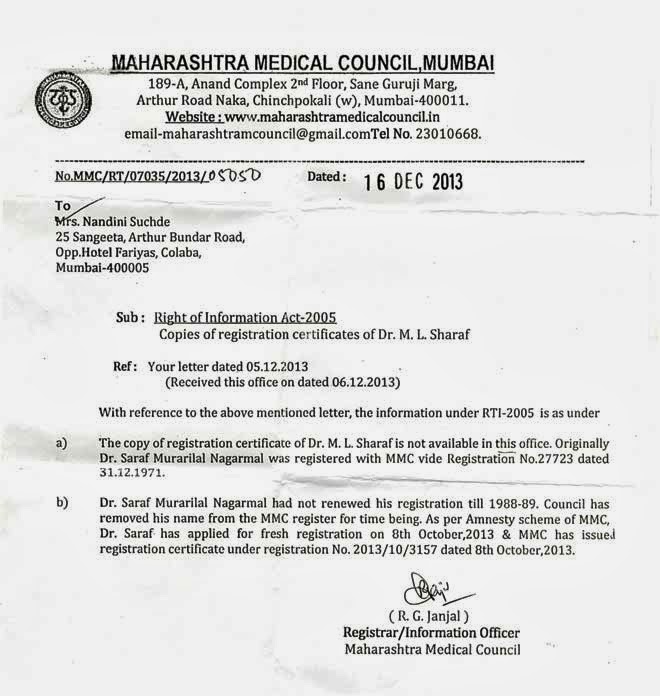 MAHARASHTRA MEDICAL COUNCIL,MUMBAI
189-A, Anand Complex 2nd Floor, Sane Guruji Marg,
Arthur Road Naka, Chinchpokali (w), Mumbai-400011.
Website : www.maharashtramedicalcouncil.in
email-maharashtramcouncil@gmail.comTel No. 23010668.
No.MMC/RT/07035/2013/05050 Dated : 16 DEC 2013
To
Mrs. Nandini Suchde
25 Sangeeta, Arthur Bundar Road,
Opp.Hotel Fariyas, Colaba,
Mumbai-400005
Sub : Right of Information Act-2005
Copies of registration certificates of Dr. M. L. Sharaf
Ref : Your letter dated 05.12.2013
(Received this office on dated 06.12.2013)
With reference to the above mentioned letter, the information under RTI-2005 is as under
a) The copy of registration certificate of Dr. M. L. Sharaf is not available in this office. Originally
Dr. Saraf Murarilal Nagarmal was registered with MMC vide Registration No.27723 dated
31.12.1971.
b) Dr. Saraf Murarilal Nagarmal had not renewed his registration till 1988-89. Council has
removed his name from the MMC register for time being. As per Amnesty scheme of MMC,
Dr. Saraf has applied for fresh registration on 8th October,2013 & MMC has issued
registration certificate under registration No. 2013/10/3157 dated 8th October,2013.
( R. G. Janjal )
Registrar/Information Officer
Maharashtra Medical Council